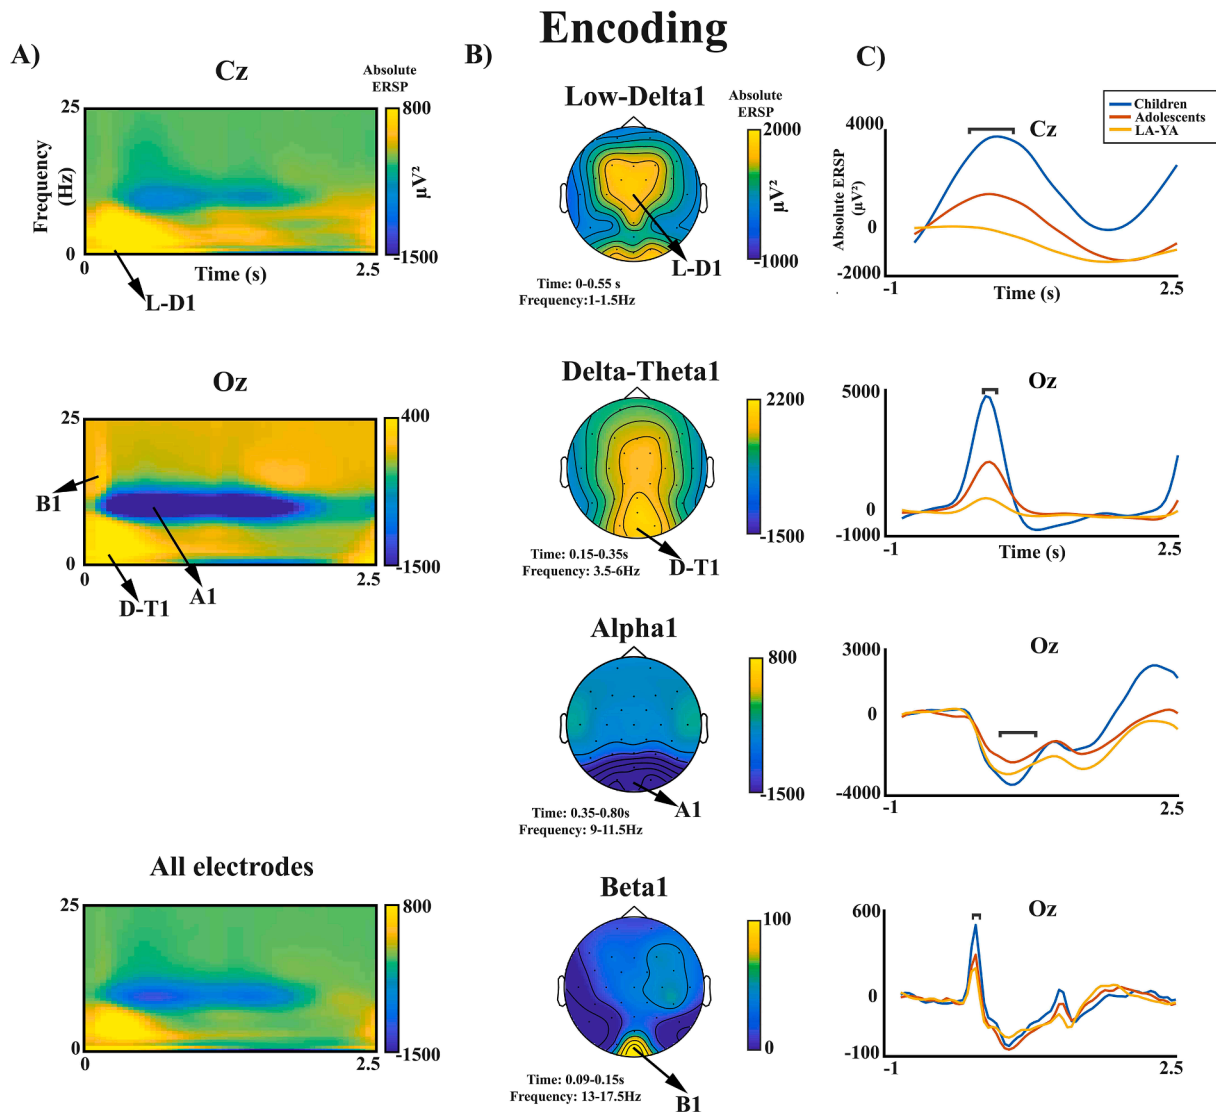 Encoding
A)
Cz
Absolute
ERSP
25
800
Frequency
(Hz)
µV²
0
-1500
0
Time (s)
2.5
L-D1
Oz
25
400
B1
0
-1500
0
2.5
D-T1
A1
All electrodes
25
800
0
-1500
0
2.5
B)
Low-Delta1
Absolute
ERSP
2000
µV²
-1000
L-D1
Time: 0-0.55 s
Frequency:1-1.5Hz
Delta-Theta1
2200
-1500
Time: 0.15-0.35s
Frequency: 3.5-6Hz
D-T1
Alpha1
800
-1500
A1
Time: 0.35-0.80s
Frequency: 9-11.5Hz
Beta1
100
0
Time: 0.09-0.15s
Frequency: 13-17.5Hz
B1
C)
Children
Adolescents
LA-YA
4000
Cz
Absolute ERSP
(µV²)
0
-2000
-1
Time (s)
2.5
Oz
5000
0
-1000
-1
Time (s)
2.5
Oz
3000
0
-4000
-1
2.5
Oz
600
0
-100
-1
2.5